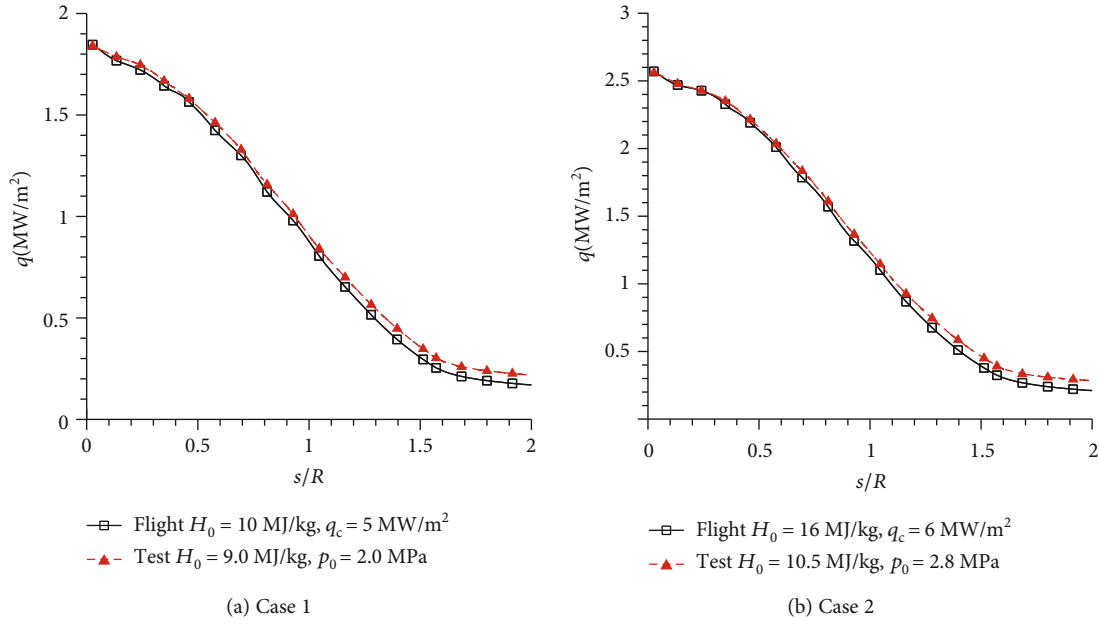 2
1.5
1
0.5
0
q(MW/m²)
0 0.5 1 1.5 2
s/R
Flight H₀ = 10 MJ/kg, q꜀ = 5 MW/m²
Test H₀ = 9.0 MJ/kg, p₀ = 2.0 MPa
(a) Case 1
3
2.5
2
1.5
1
0.5
q(MW/m²)
0 0.5 1 1.5 2
s/R
Flight H₀ = 16 MJ/kg, q꜀ = 6 MW/m²
Test H₀ = 10.5 MJ/kg, p₀ = 2.8 MPa
(b) Case 2